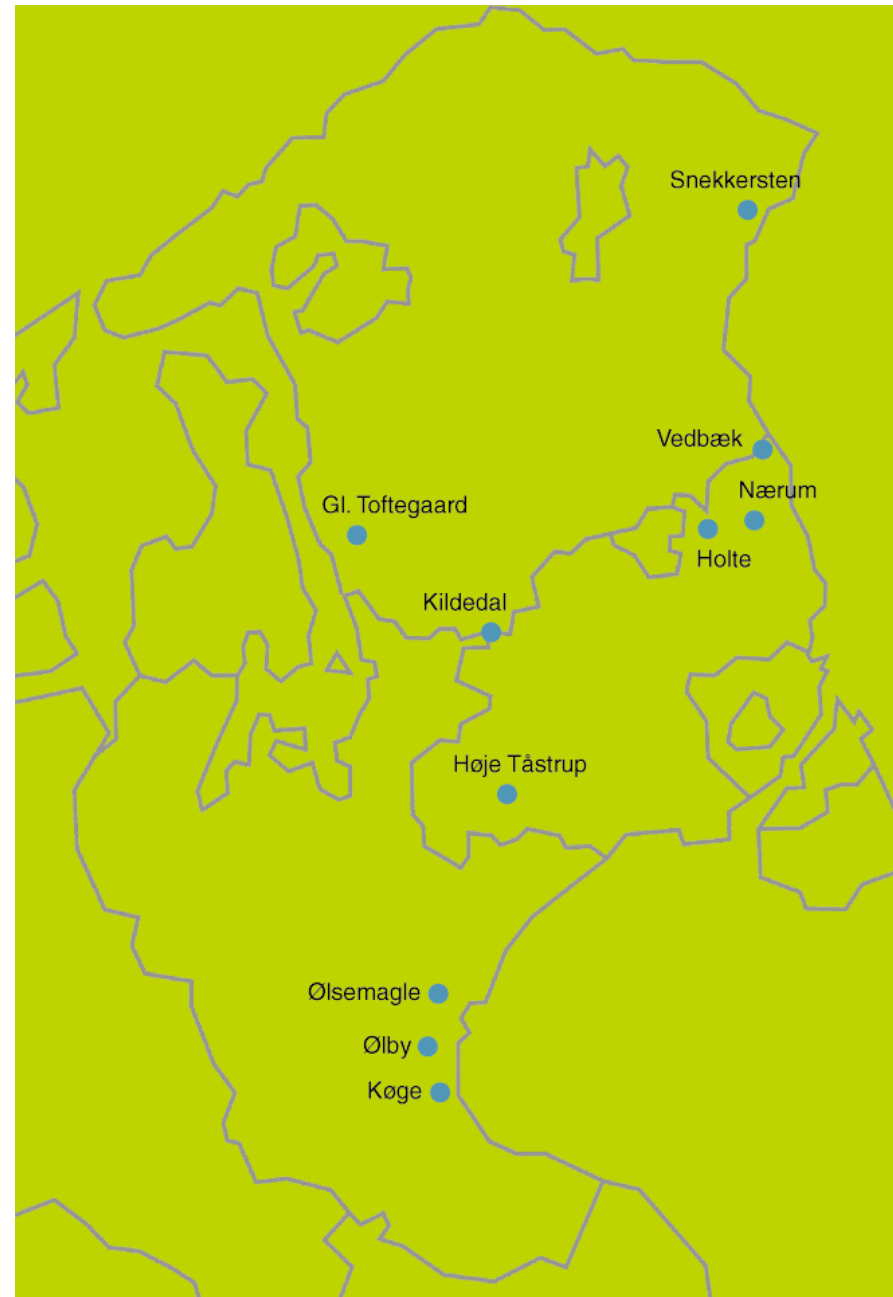 Snekkersten
Vedbæk
Nærum
Gl. Toftegaard
Holte
Kildedal
Høje Tåstrup
Ølsemagle
Ølby
Køge